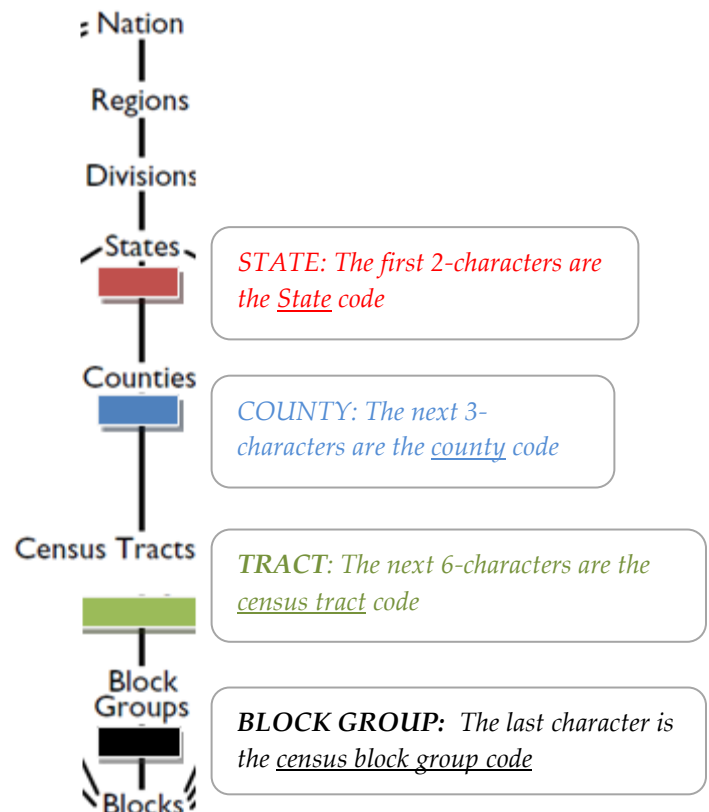 Nation
Regions
Divisions
States
STATE: The first 2-characters are
the State code
Counties
COUNTY: The next 3-
characters are the county code
Census Tracts
TRACT: The next 6-characters are the
census tract code
Block
Groups
BLOCK GROUP: The last character is
the census block group code
Blocks